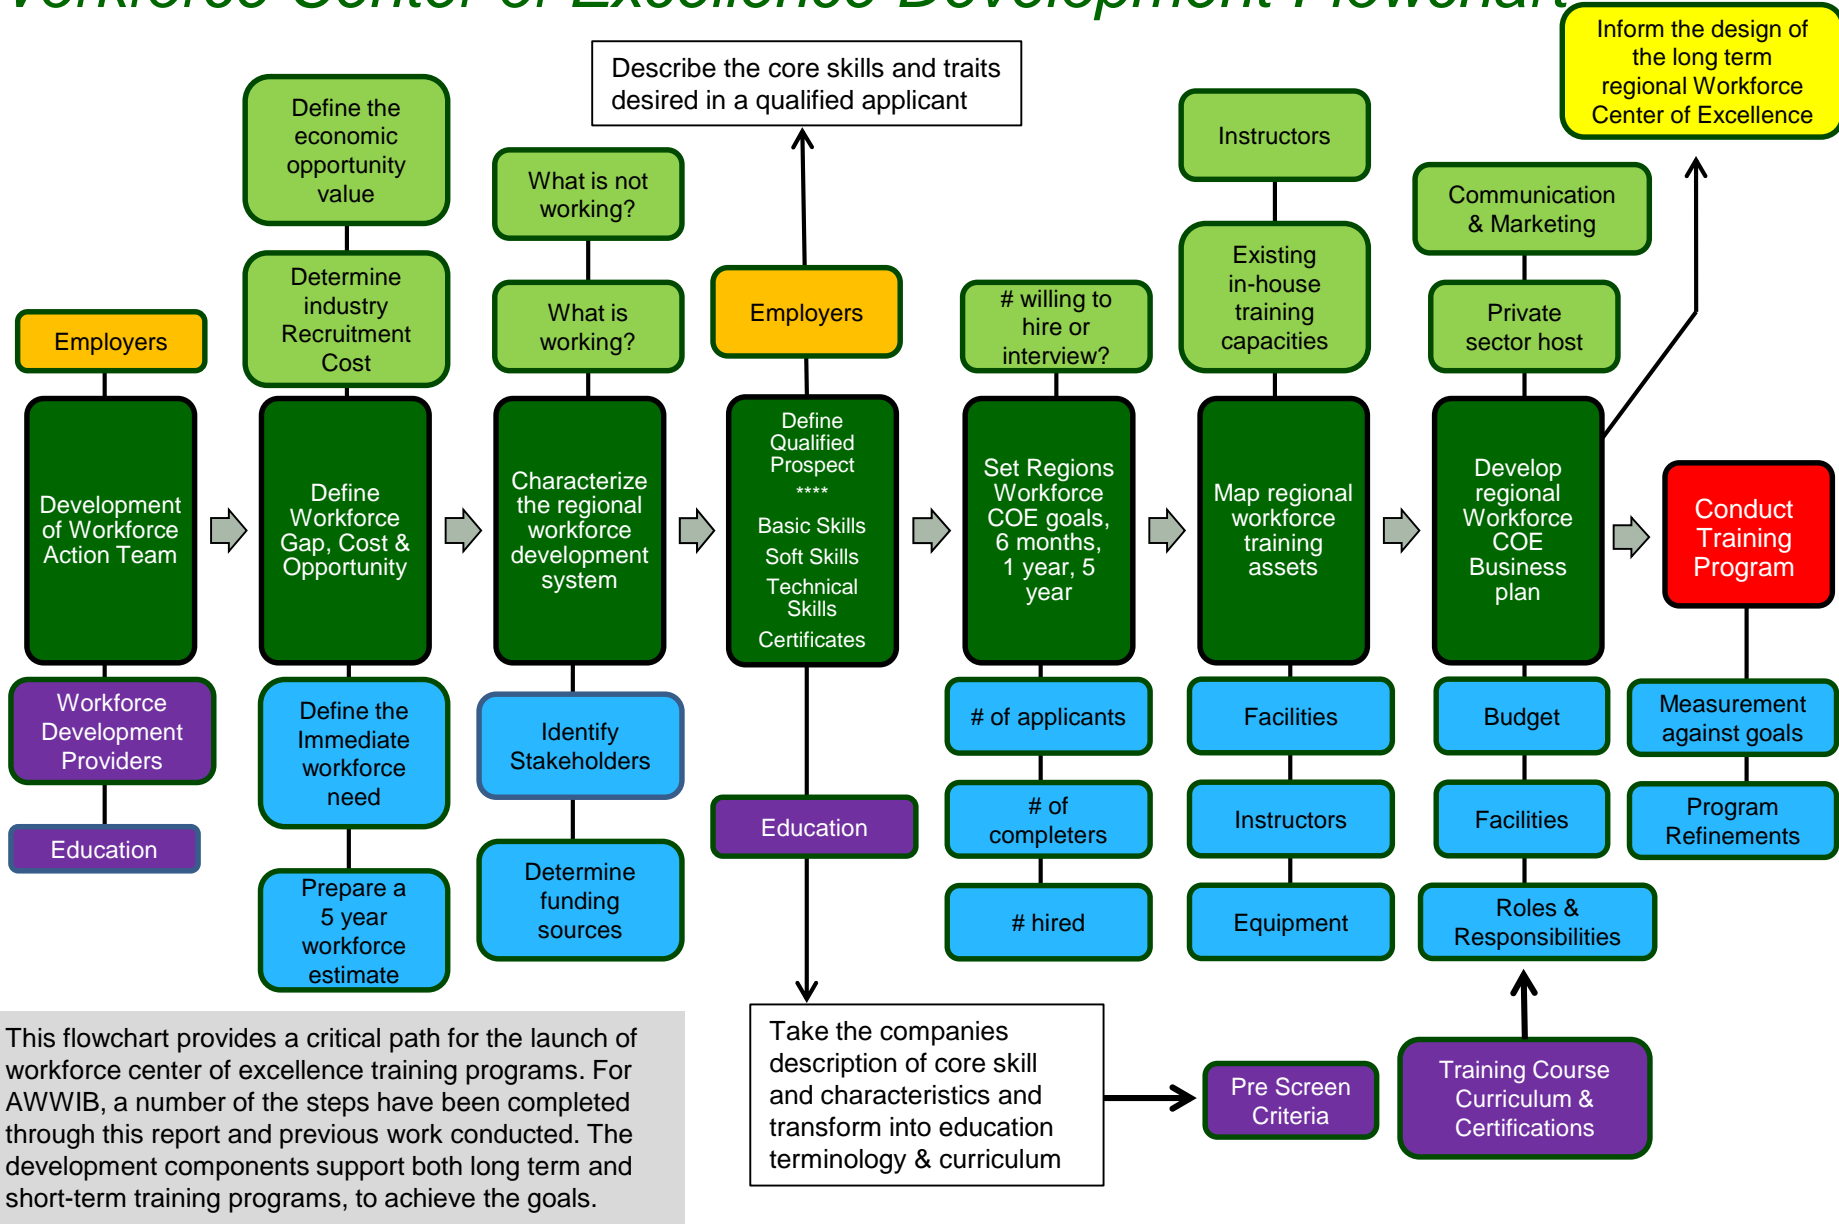 Workforce Center of Excellence Development Flowchart
Inform the design of
the long term
regional Workforce
Center of Excellence
Describe the core skills and traits
desired in a qualified applicant
Define the
economic
opportunity
value
Determine
industry
Recruitment
Cost
What is not
working?
What is
working?
Employers
Employers
# willing to
hire or
interview?
Instructors
Existing
in-house
training
capacities
Communication
& Marketing
Private
sector host
Development
of Workforce
Action Team
Define
Workforce
Gap, Cost &
Opportunity
Characterize
the regional
workforce
development
system
Define
Qualified
Prospect
****
Basic Skills
Soft Skills
Technical
Skills
Certificates
Set Regions
Workforce
COE goals,
6 months,
1 year, 5
year
Map regional
workforce
training
assets
Develop
regional
Workforce
COE
Business
plan
Conduct
Training
Program
Workforce
Development
Providers
Education
Define the
Immediate
workforce
need
Prepare a
5 year
workforce
estimate
Identify
Stakeholders
Determine
funding
sources
Education
# of applicants
# of
completers
# hired
Facilities
Instructors
Equipment
Budget
Facilities
Roles &
Responsibilities
Measurement
against goals
Program
Refinements
This flowchart provides a critical path for the launch of
workforce center of excellence training programs. For
AWWIB, a number of the steps have been completed
through this report and previous work conducted. The
development components support both long term and
short-term training programs, to achieve the goals.
Take the companies
description of core skill
and characteristics and
transform into education
terminology & curriculum
Pre Screen
Criteria
Training Course
Curriculum &
Certifications